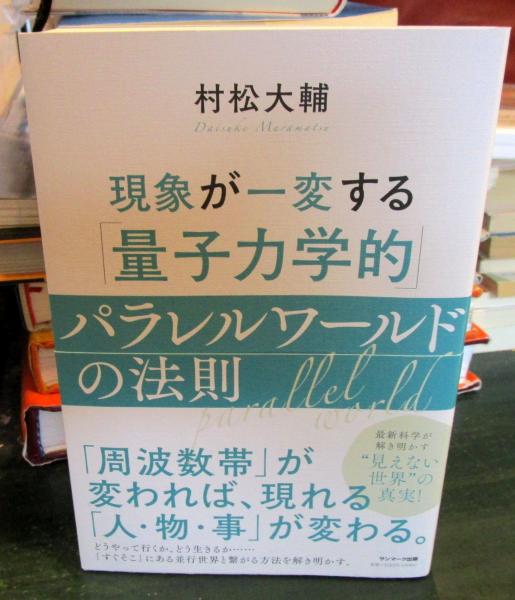 村松大輔
Daisuke Muramatsu
現象が一変する
「量子力学的」
パラレルワールド
の法則
parallel
world
最新科学が
解き明かす
“見えない
世界”の
真実!
「周波数帯」が
変われば、現れる
「人・物・事」が変わる。
どうやって行くか、どう生きるか……
「すぐそこ」にある並行世界と繋がる方法を解き明かす。
サンマーク出版